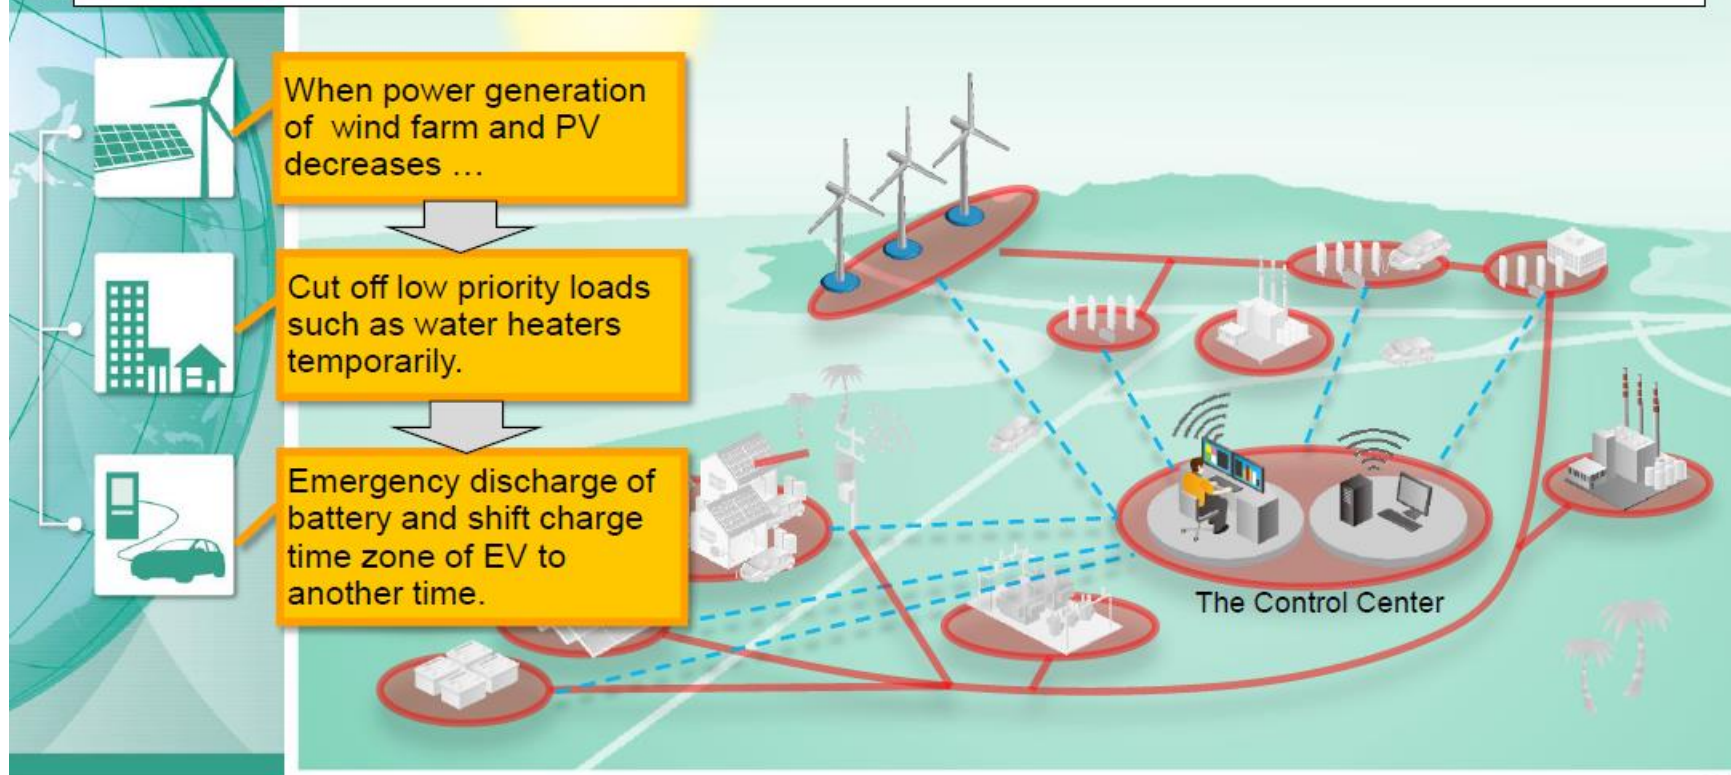 When power generation
of wind farm and PV
decreases …
Cut off low priority loads
such as water heaters
temporarily.
Emergency discharge of
battery and shift charge
time zone of EV to
another time.
The Control Center